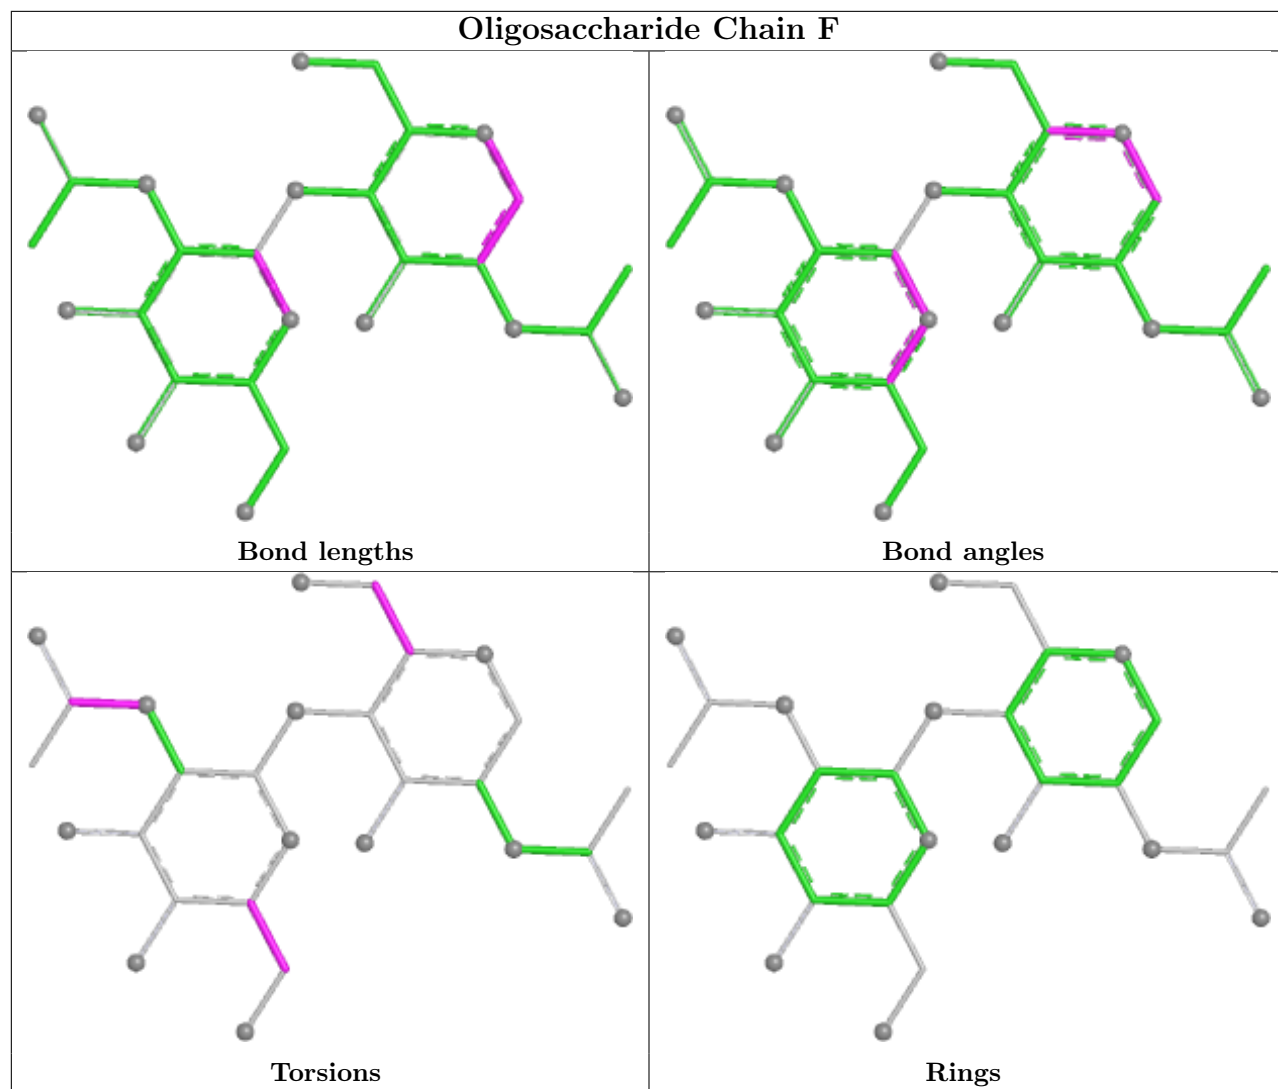 Oligosaccharide Chain F
Bond lengths
Bond angles
Torsions
Rings